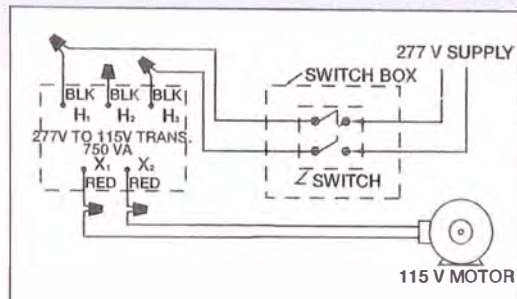 277 V SUPPLY
SWITCH BOX
BLK BLK BLK
H₁ H₂ H₃
277V TO 115V TRANS.
750 VA
X₁ X₂
RED RED
SWITCH
115 V MOTOR